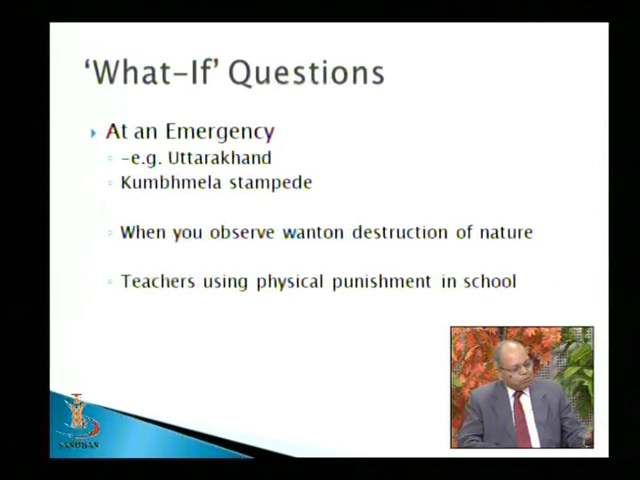 ‘What-If’ Questions
At an Emergency
-e.g. Uttarakhand
Kumbhmela stampede
When you observe wanton destruction of nature
Teachers using physical punishment in school
SANDHAN